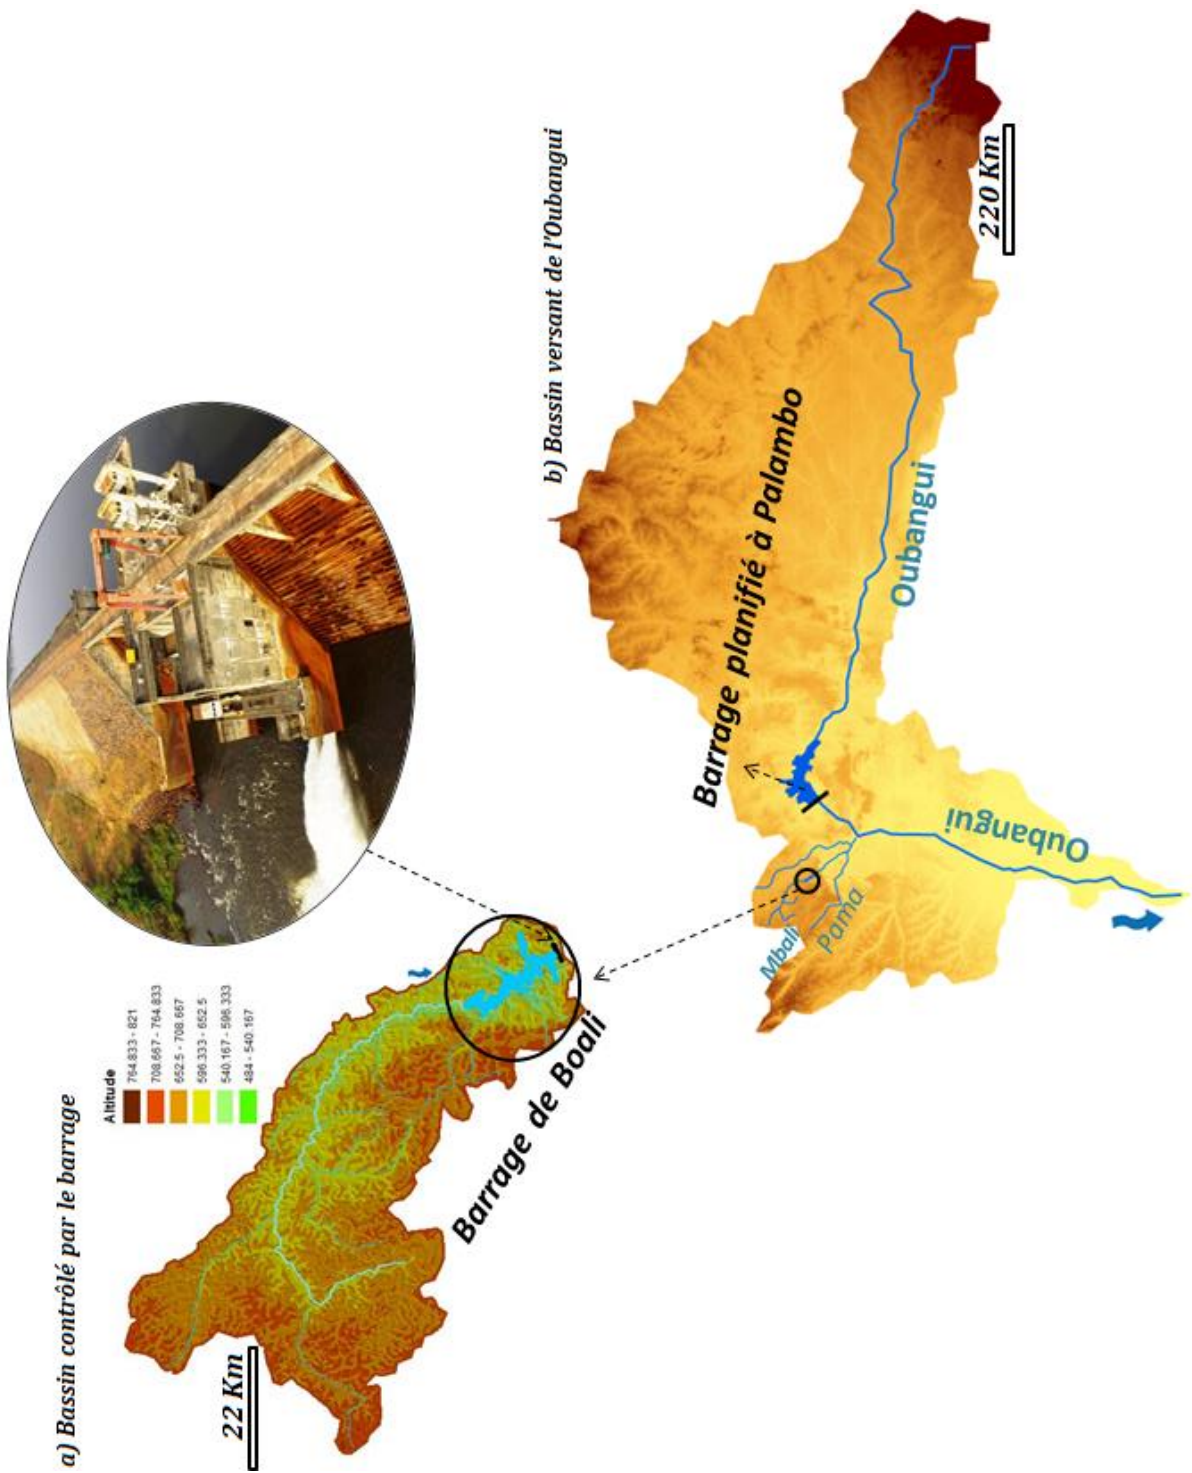 a) Bassin contrôlé par le barrage
Altitude
764.833 - 821
708.667 - 764.833
652.5 - 708.667
596.333 - 652.5
540.167 - 596.333
484 - 540.167
22 Km
Barrage de Boali
b) Bassin versant de l'Oubangui
Barrage planifié à Palambo
Mbali
Pama
Oubangui
Oubangui
220 Km